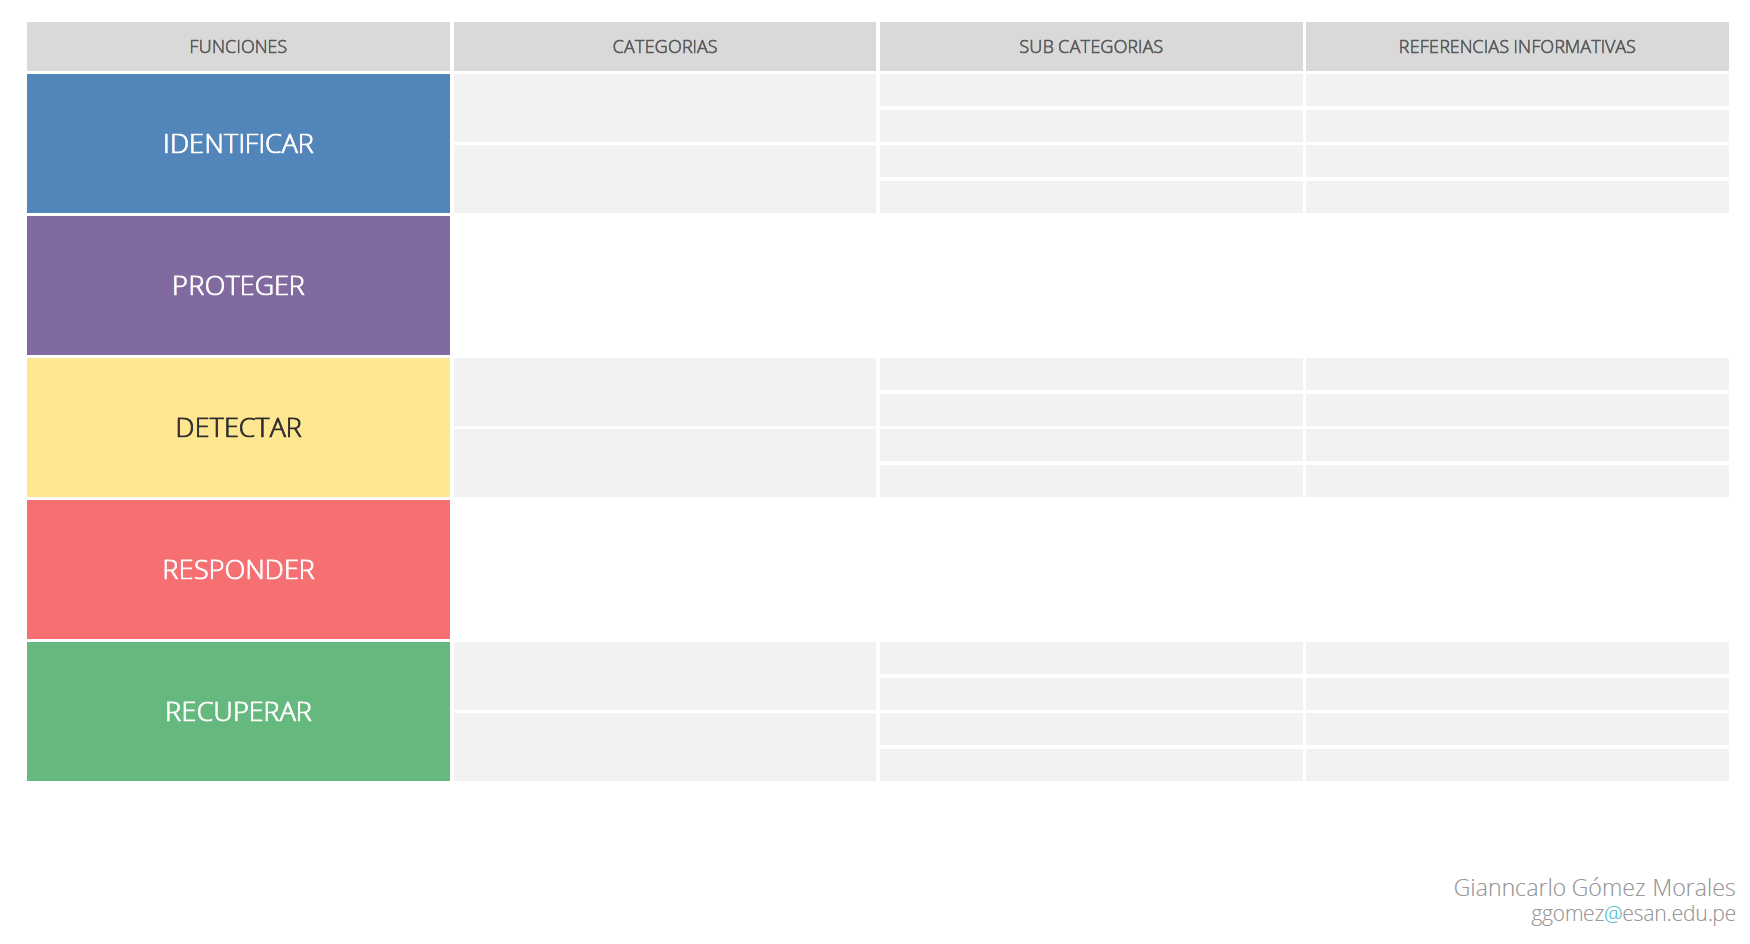 FUNCIONES
CATEGORIAS
SUB CATEGORIAS
REFERENCIAS INFORMATIVAS
IDENTIFICAR
PROTEGER
DETECTAR
RESPONDER
RECUPERAR
Gianncarlo Gómez Morales
ggomez@esan.edu.pe